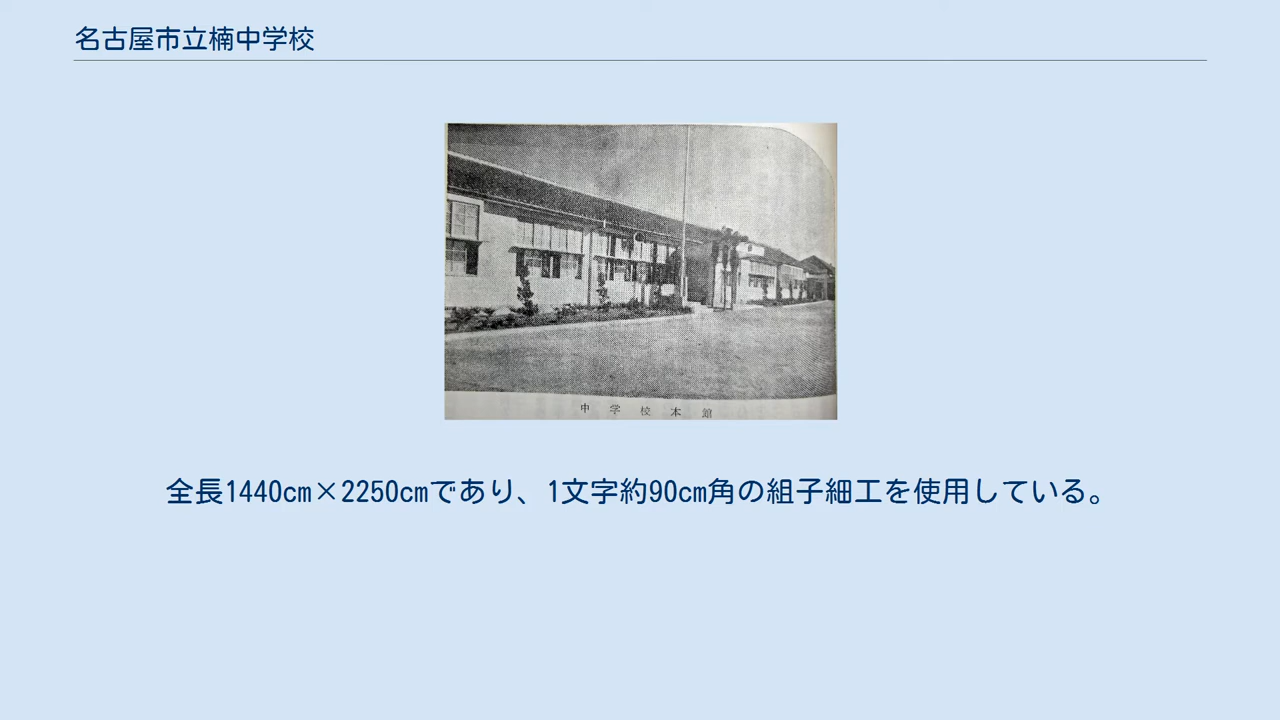 名古屋市立楠中学校
中学校本館
全長1440cm×2250cmであり、1文字約90cm角の組子細工を使用している。